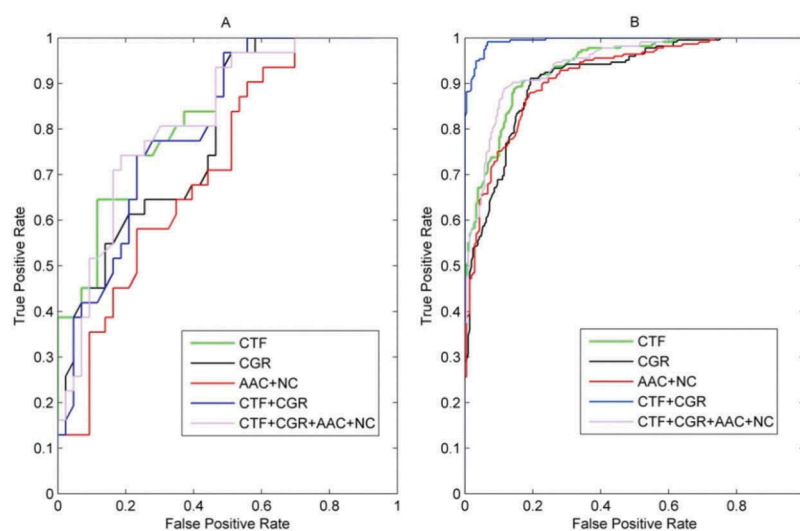 A
True Positive Rate
1
0.9
0.8
0.7
0.6
0.5
0.4
0.3
0.2
0.1
0
0 0.2 0.4 0.6 0.8 1
False Positive Rate
CTF
CGR
AAC+NC
CTF+CGR
CTF+CGR+AAC+NC
B
True Positive Rate
1
0.9
0.8
0.7
0.6
0.5
0.4
0.3
0.2
0.1
0
0 0.2 0.4 0.6 0.8
False Positive Rate
CTF
CGR
AAC+NC
CTF+CGR
CTF+CGR+AAC+NC